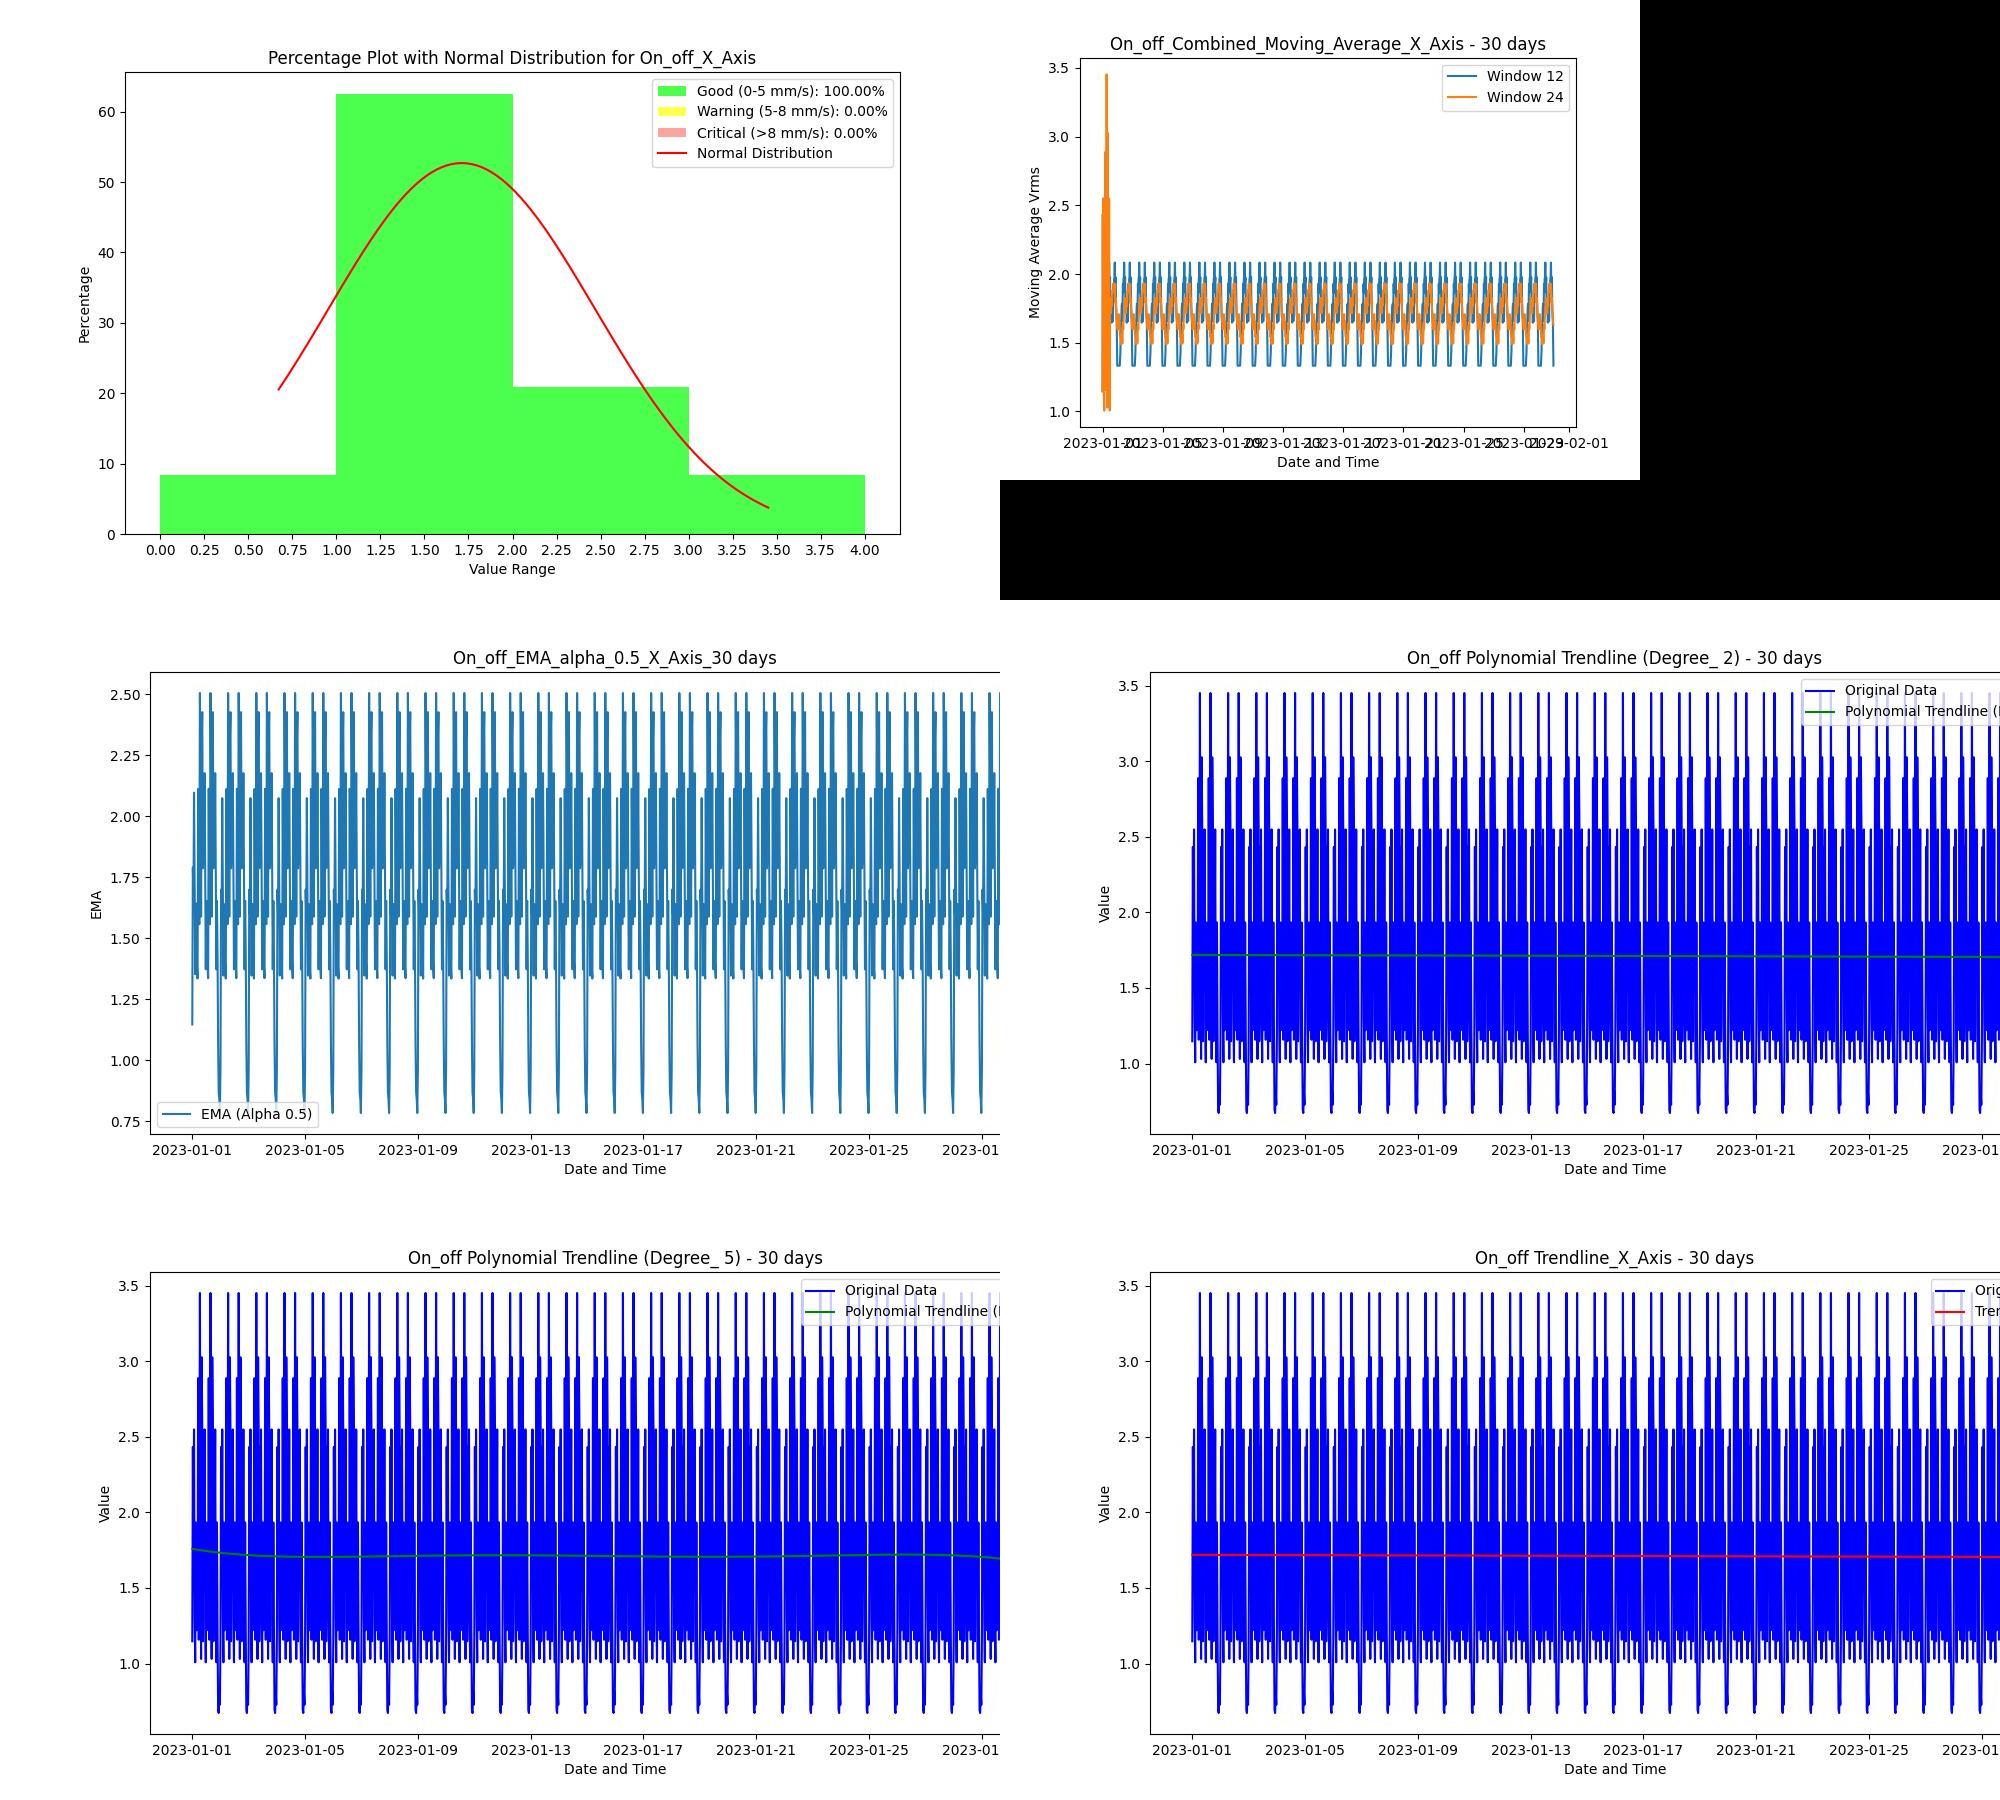 Percentage Plot with Normal Distribution for On_off_X_Axis
Good (0-5 mm/s): 100.00%
Warning (5-8 mm/s): 0.00%
Critical (>8 mm/s): 0.00%
Normal Distribution
Percentage
60
50
40
30
20
10
0
0.00 0.25 0.50 0.75 1.00 1.25 1.50 1.75 2.00 2.25 2.50 2.75 3.00 3.25 3.50 3.75 4.00
Value Range
On_off_Combined_Moving_Average_X_Axis - 30 days
Window 12
Window 24
Moving Average Vrms
3.5
3.0
2.5
2.0
1.5
1.0
Date and Time
On_off_EMA_alpha_0.5_X_Axis_30 days
EMA
2.50
2.25
2.00
1.75
1.50
1.25
1.00
0.75
EMA (Alpha 0.5)
2023-01-01 2023-01-05 2023-01-09 2023-01-13 2023-01-17 2023-01-21 2023-01-25 2023-01
Date and Time
On_off Polynomial Trendline (Degree_ 2) - 30 days
Original Data
Polynomial Trendline (
Value
3.5
3.0
2.5
2.0
1.5
1.0
2023-01-01 2023-01-05 2023-01-09 2023-01-13 2023-01-17 2023-01-21 2023-01-25 2023-01
Date and Time
On_off Polynomial Trendline (Degree_ 5) - 30 days
Original Data
Polynomial Trendline (
Value
3.5
3.0
2.5
2.0
1.5
1.0
2023-01-01 2023-01-05 2023-01-09 2023-01-13 2023-01-17 2023-01-21 2023-01-25 2023-01
Date and Time
On_off Trendline_X_Axis - 30 days
Orig
Tren
Value
3.5
3.0
2.5
2.0
1.5
1.0
2023-01-01 2023-01-05 2023-01-09 2023-01-13 2023-01-17 2023-01-21 2023-01-25 2023-01
Date and Time